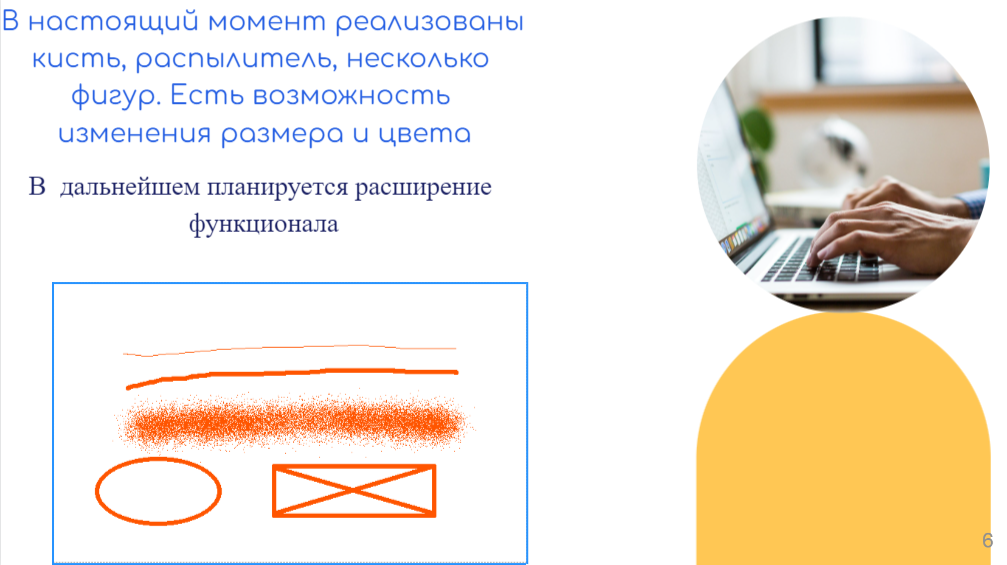 В настоящий момент реализованы
кисть, распылитель, несколько
фигур. Есть возможность
изменения размера и цвета
В дальнейшем планируется расширение
функционала
6